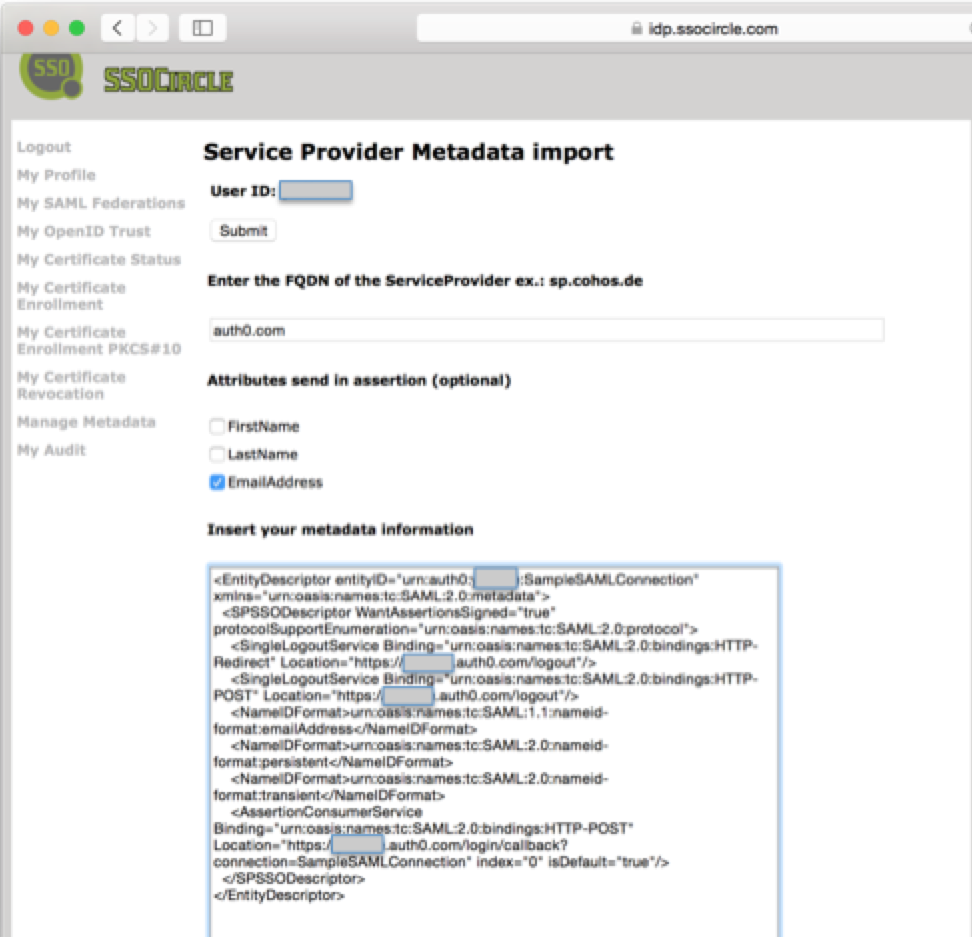 idp.ssocircle.com
SSO
SSOCircle
Logout
My Profile
My SAML Federations
My OpenID Trust
My Certificate Status
My Certificate
Enrollment
My Certificate
Enrollment PKCS#10
My Certificate
Revocation
Manage Metadata
My Audit
Service Provider Metadata import
User ID:
Submit
Enter the FQDN of the ServiceProvider ex.: sp.cohos.de
auth0.com
Attributes send in assertion (optional)
FirstName
LastName
EmailAddress
Insert your metadata information
<EntityDescriptor entityID="urn:auth0: :SampleSAMLConnection"
xmlns="urn:oasis:names:tc:SAML:2.0:metadata">
<SPSSODescriptor WantAssertionsSigned="true"
protocolSupportEnumeration="urn:oasis:names:tc:SAML:2.0:protocol">
<SingleLogoutService Binding="urn:oasis:names:tc:SAML:2.0:bindings:HTTP-
Redirect" Location="https:// .auth0.com/logout"/>
<SingleLogoutService Binding="urn:oasis:names:tc:SAML:2.0:bindings:HTTP-
POST" Location="https:/ .auth0.com/logout"/>
<NameIDFormat>urn:oasis:names:tc:SAML:1.1:nameid-
format:emailAddress</NameIDFormat>
<NameIDFormat>urn:oasis:names:tc:SAML:2.0:nameid-
format:persistent</NameIDFormat>
<NameIDFormat>urn:oasis:names:tc:SAML:2.0:nameid-
format:transient</NameIDFormat>
<AssertionConsumerService
Binding="urn:oasis:names:tc:SAML:2.0:bindings:HTTP-POST"
Location="https:/ .auth0.com/login/callback?
connection=SampleSAMLConnection" index="0" isDefault="true"/>
</SPSSODescriptor>
</EntityDescriptor>